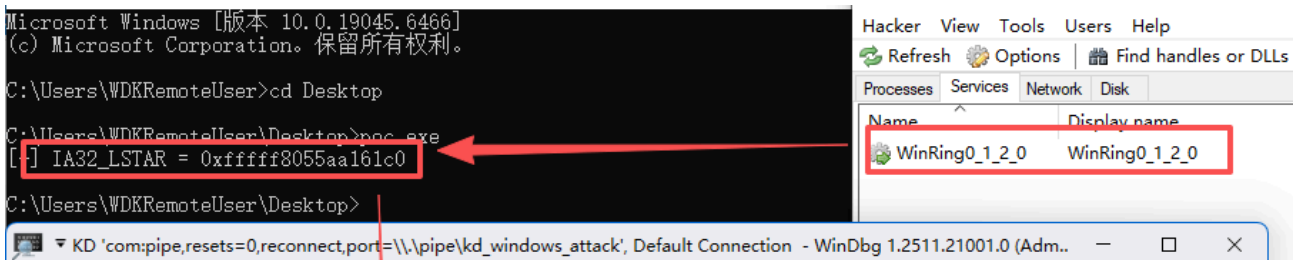 Microsoft Windows [版本 10.0.19045.6466]
(c) Microsoft Corporation。保留所有权利。
C:\Users\WDKRemoteUser>cd Desktop
C:\Users\WDKRemoteUser\Desktop>poc.exe
[+] IA32_LSTAR = 0xfffff8055aa161c0
C:\Users\WDKRemoteUser\Desktop>
Hacker View Tools Users Help
Refresh Options Find handles or DLLs
Processes Services Network Disk
Name Display name
WinRing0_1_2_0 WinRing0_1_2_0
KD 'com:pipe,resets=0,reconnect,port=\\.\pipe\kd_windows_attack', Default Connection - WinDbg 1.2511.21001.0 (Adm..